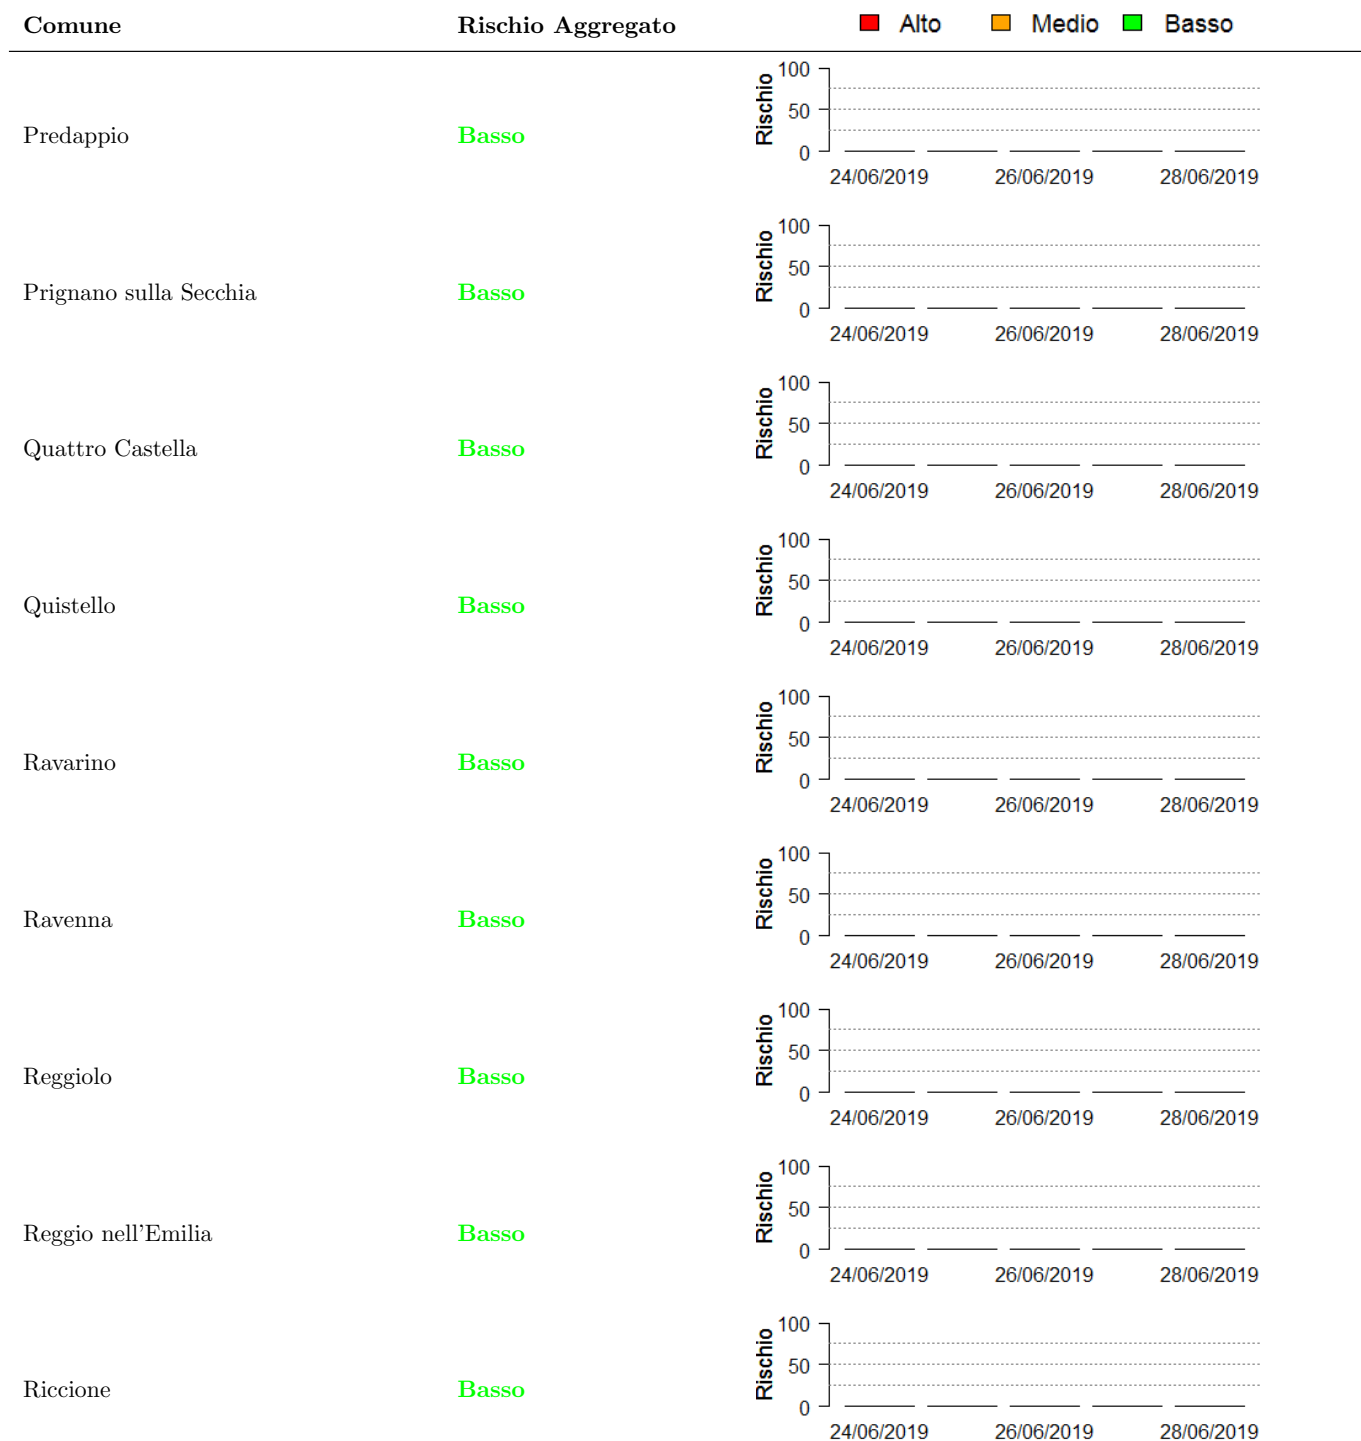 Comune Rischio Aggregato Alto Medio Basso
100
50
0
Rischio
Predappio Basso
24/06/2019 26/06/2019 28/06/2019
100
50
0
Rischio
Prignano sulla Secchia Basso
24/06/2019 26/06/2019 28/06/2019
100
50
0
Rischio
Quattro Castella Basso
24/06/2019 26/06/2019 28/06/2019
100
50
0
Rischio
Quistello Basso
24/06/2019 26/06/2019 28/06/2019
100
50
0
Rischio
Ravarino Basso
24/06/2019 26/06/2019 28/06/2019
100
50
0
Rischio
Ravenna Basso
24/06/2019 26/06/2019 28/06/2019
100
50
0
Rischio
Reggiolo Basso
24/06/2019 26/06/2019 28/06/2019
100
50
0
Rischio
Reggio nell'Emilia Basso
24/06/2019 26/06/2019 28/06/2019
100
50
0
Rischio
Riccione Basso
24/06/2019 26/06/2019 28/06/2019